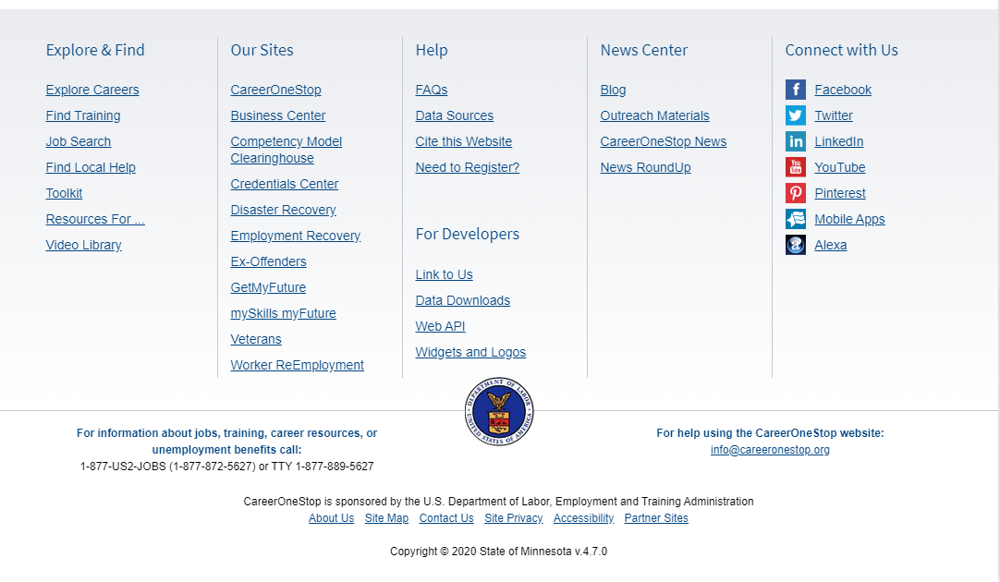 Explore & Find
Explore Careers
Find Training
Job Search
Find Local Help
Toolkit
Resources For ...
Video Library
Our Sites
CareerOneStop
Business Center
Competency Model
Clearinghouse
Credentials Center
Disaster Recovery
Employment Recovery
Ex-Offenders
GetMyFuture
mySkills myFuture
Veterans
Worker ReEmployment
Help
FAQs
Data Sources
Cite this Website
Need to Register?
For Developers
Link to Us
Data Downloads
Web API
Widgets and Logos
News Center
Blog
Outreach Materials
CareerOneStop News
News RoundUp
Connect with Us
f Facebook
Twitter
in LinkedIn
You Tube YouTube
Pinterest
Mobile Apps
a Alexa
DEPARTMENT OF LABOR
UNITED STATES OF AMERICA
For information about jobs, training, career resources, or
unemployment benefits call:
1-877-US2-JOBS (1-877-872-5627) or TTY 1-877-889-5627
For help using the CareerOneStop website:
info@careeronestop.org
CareerOneStop is sponsored by the U.S. Department of Labor, Employment and Training Administration
About Us Site Map Contact Us Site Privacy Accessibility Partner Sites
Copyright © 2020 State of Minnesota v.4.7.0